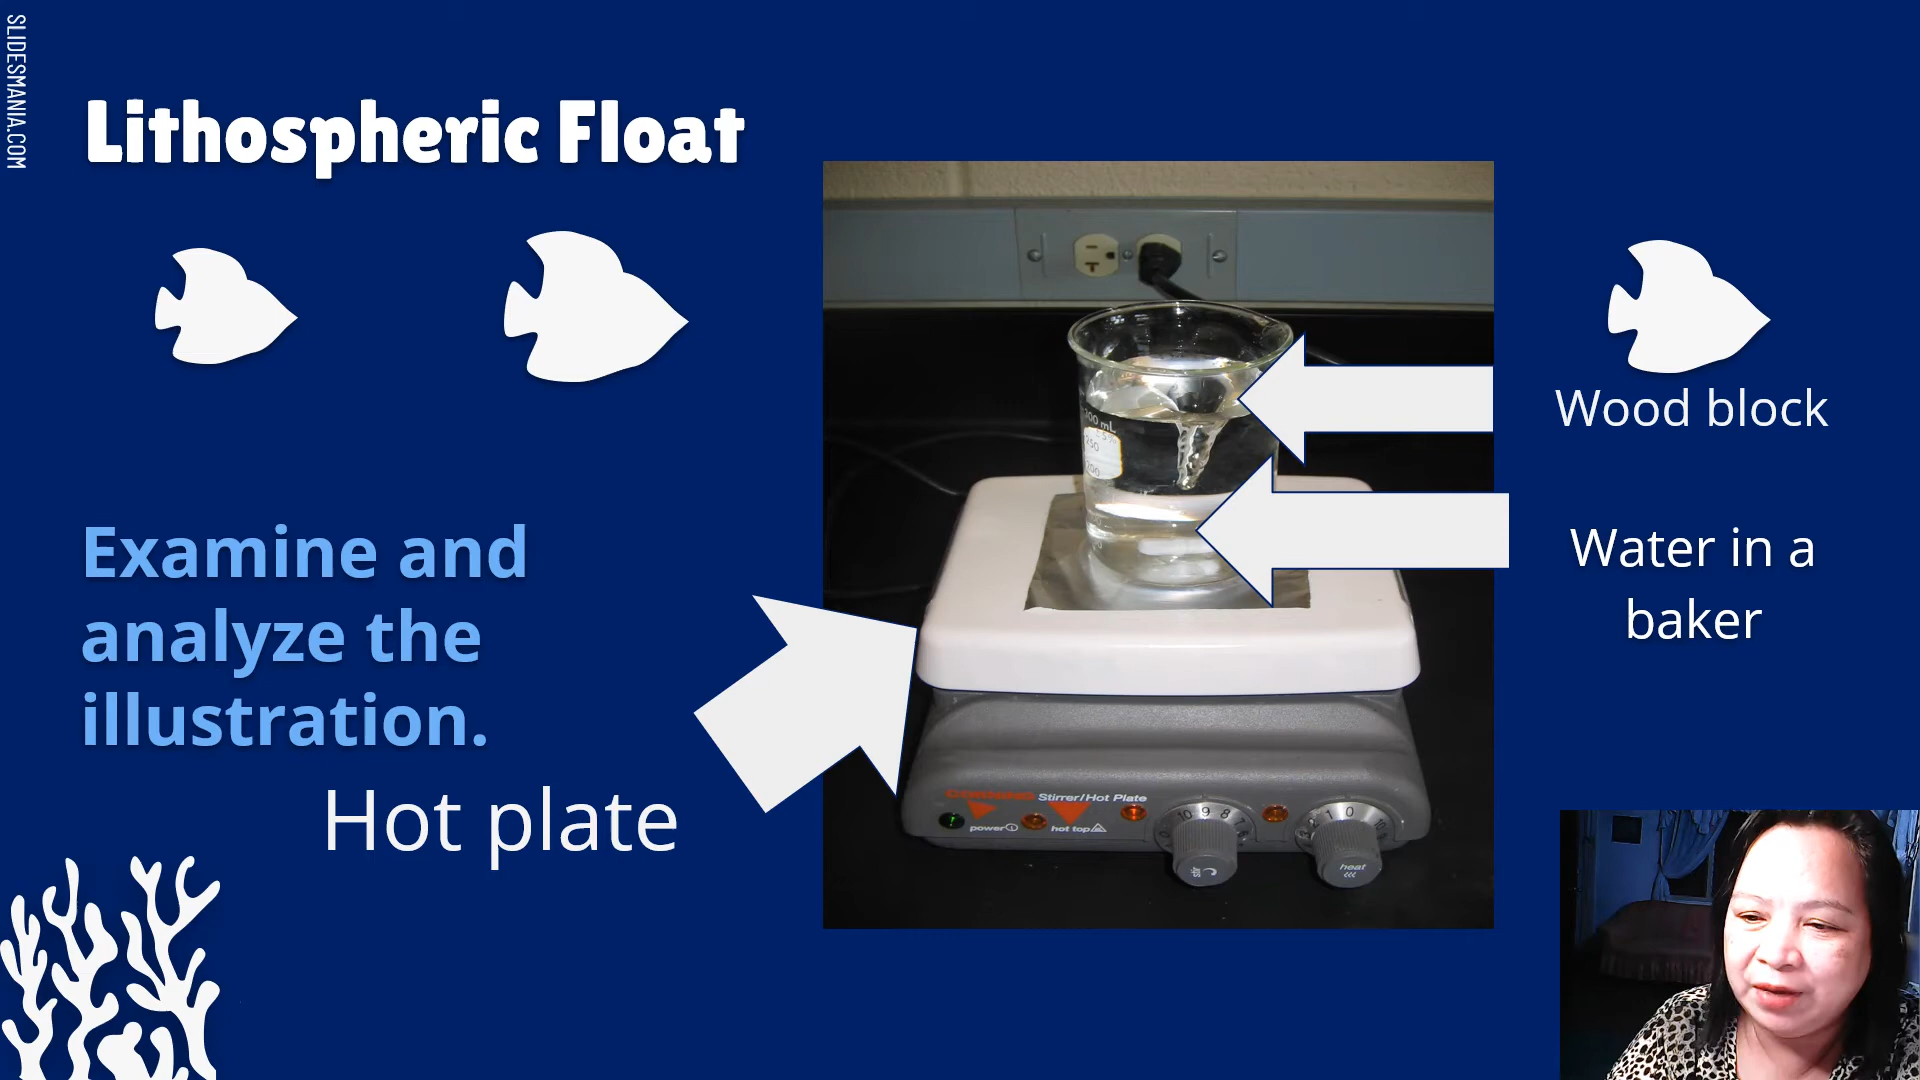 SLIDESMANIA.COM
Lithospheric Float
Wood block
Examine and
analyze the
illustration.
Water in a
baker
Hot plate
Stirrer/Hot Plate
power
hot top
stir
heat